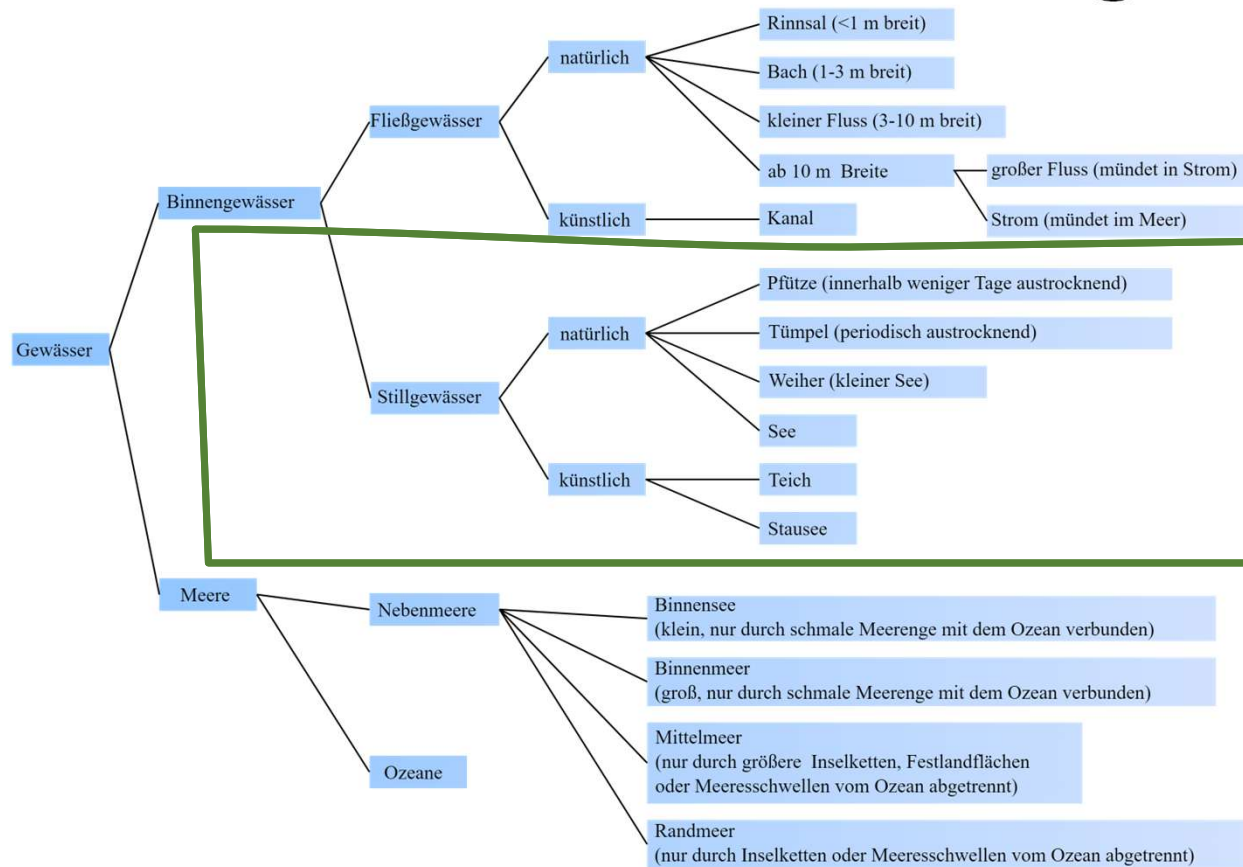 Rinnsal (<1 m breit)
natürlich
Bach (1-3 m breit)
Fließgewässer
kleiner Fluss (3-10 m breit)
ab 10 m Breite
großer Fluss (mündet in Strom)
Binnengewässer
künstlich
Kanal
Strom (mündet im Meer)
Pfütze (innerhalb weniger Tage austrocknend)
natürlich
Tümpel (periodisch austrocknend)
Gewässer
Weiher (kleiner See)
Stillgewässer
See
künstlich
Teich
Stausee
Meere
Nebenmeere
Binnensee
(klein, nur durch schmale Meerenge mit dem Ozean verbunden)
Binnenmeer
(groß, nur durch schmale Meerenge mit dem Ozean verbunden)
Mittelmeer
(nur durch größere Inselketten, Festlandflächen
oder Meeresschwellen vom Ozean abgetrennt)
Ozeane
Randmeer
(nur durch Inselketten oder Meeresschwellen vom Ozean abgetrennt)